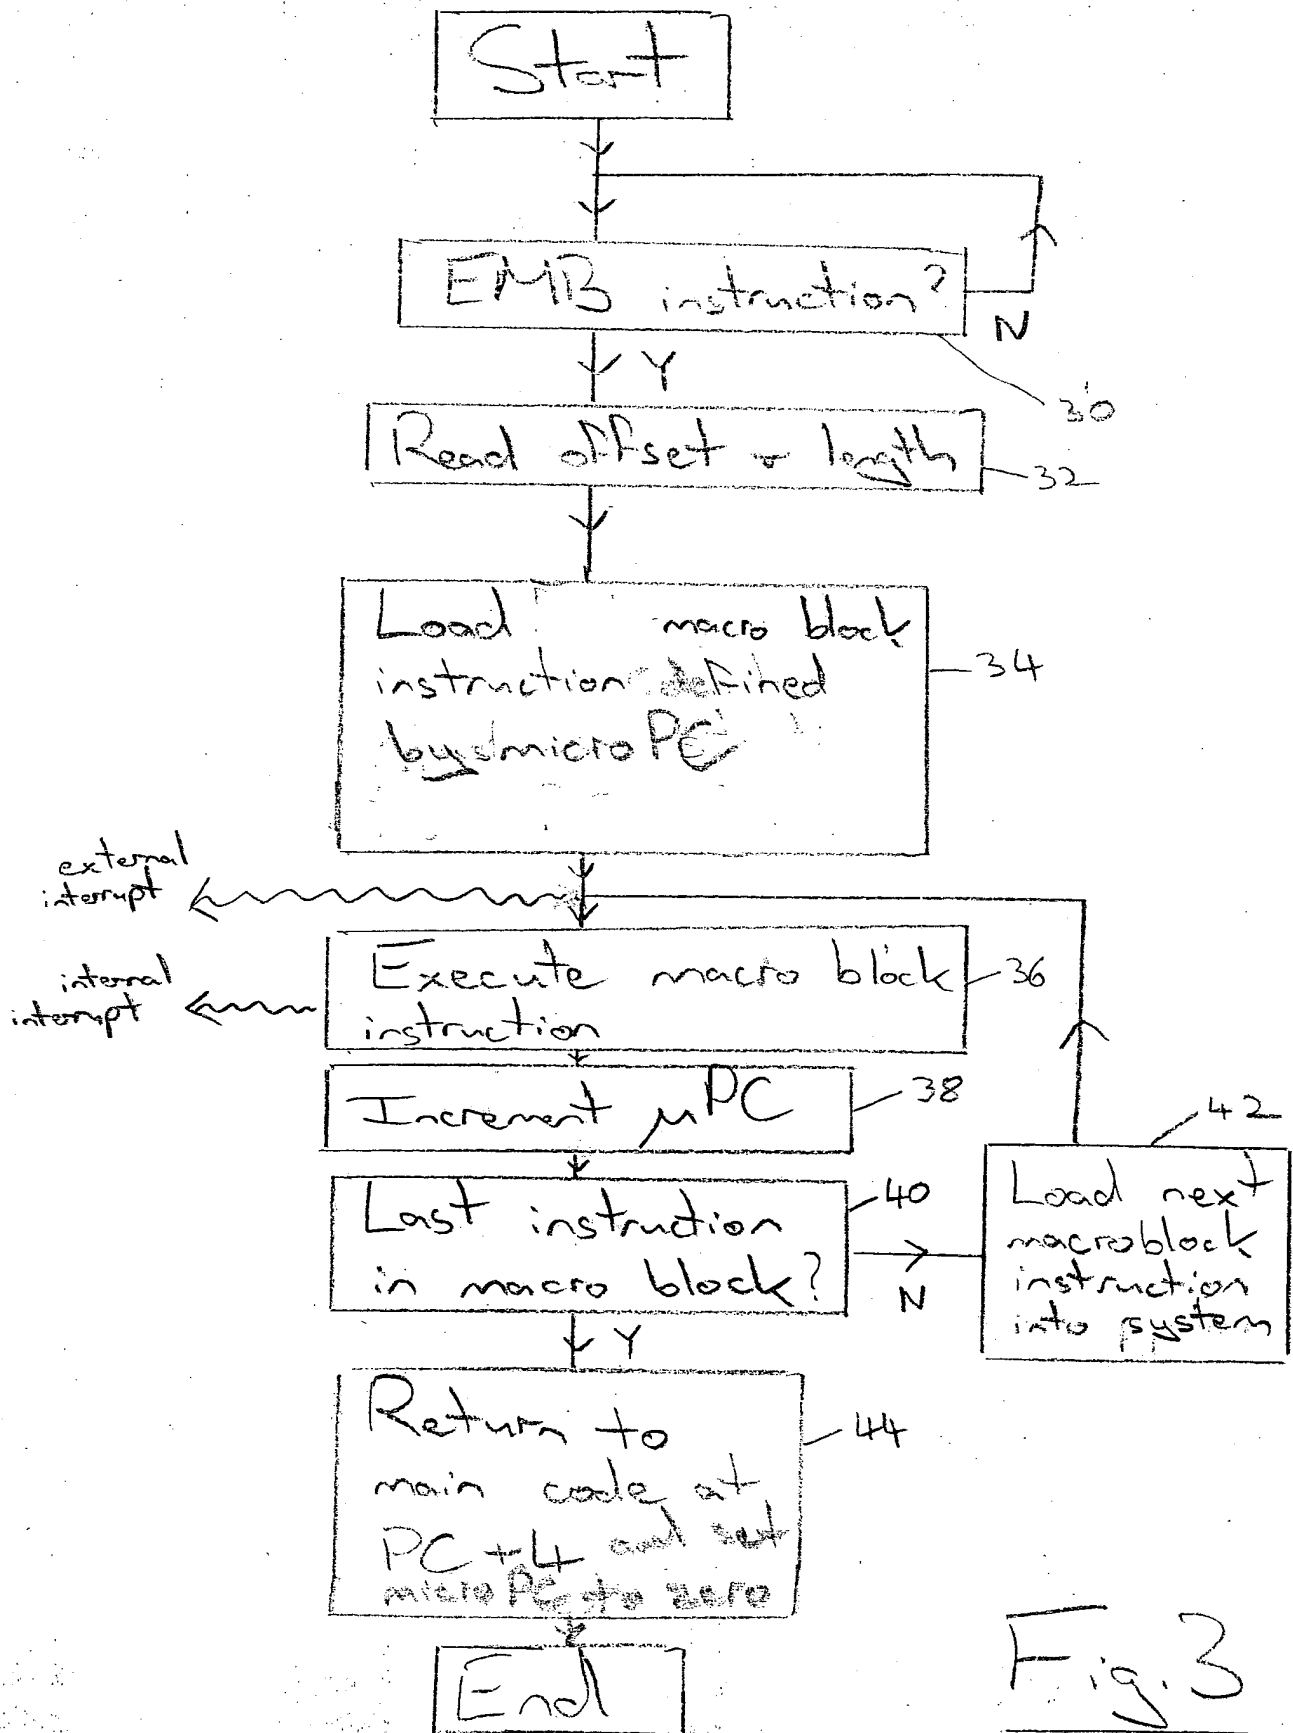 Start
EMB instruction?
N
Y
30
Read offset & length
32
Load macro block
instruction defined
by micro PC
34
external
interrupt
Execute macro block
instruction
36
internal
interrupt
Increment μPC
38
Last instruction
in macro block?
40
N
42
Load next
macroblock
instruction
into system
Y
Return to
main code at
PC+4 and set
micro PC to zero
44
End
Fig. 3